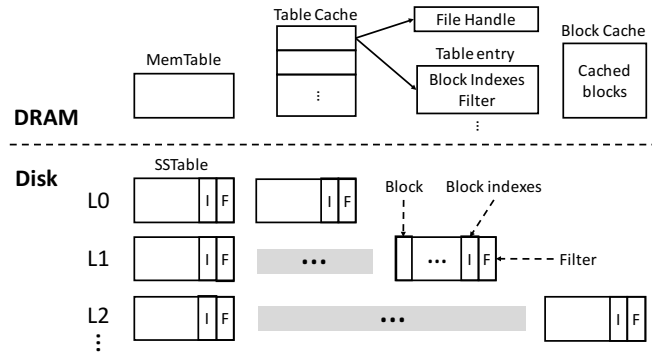 Table Cache
File Handle
Block Cache
MemTable
Table entry
Block Indexes
Filter
Cached
blocks
⋮
⋮
DRAM
Disk
SSTable
Block
Block indexes
L0
I F
I F
L1
I F
...
...
I F
Filter
L2
I F
...
I F
⋮